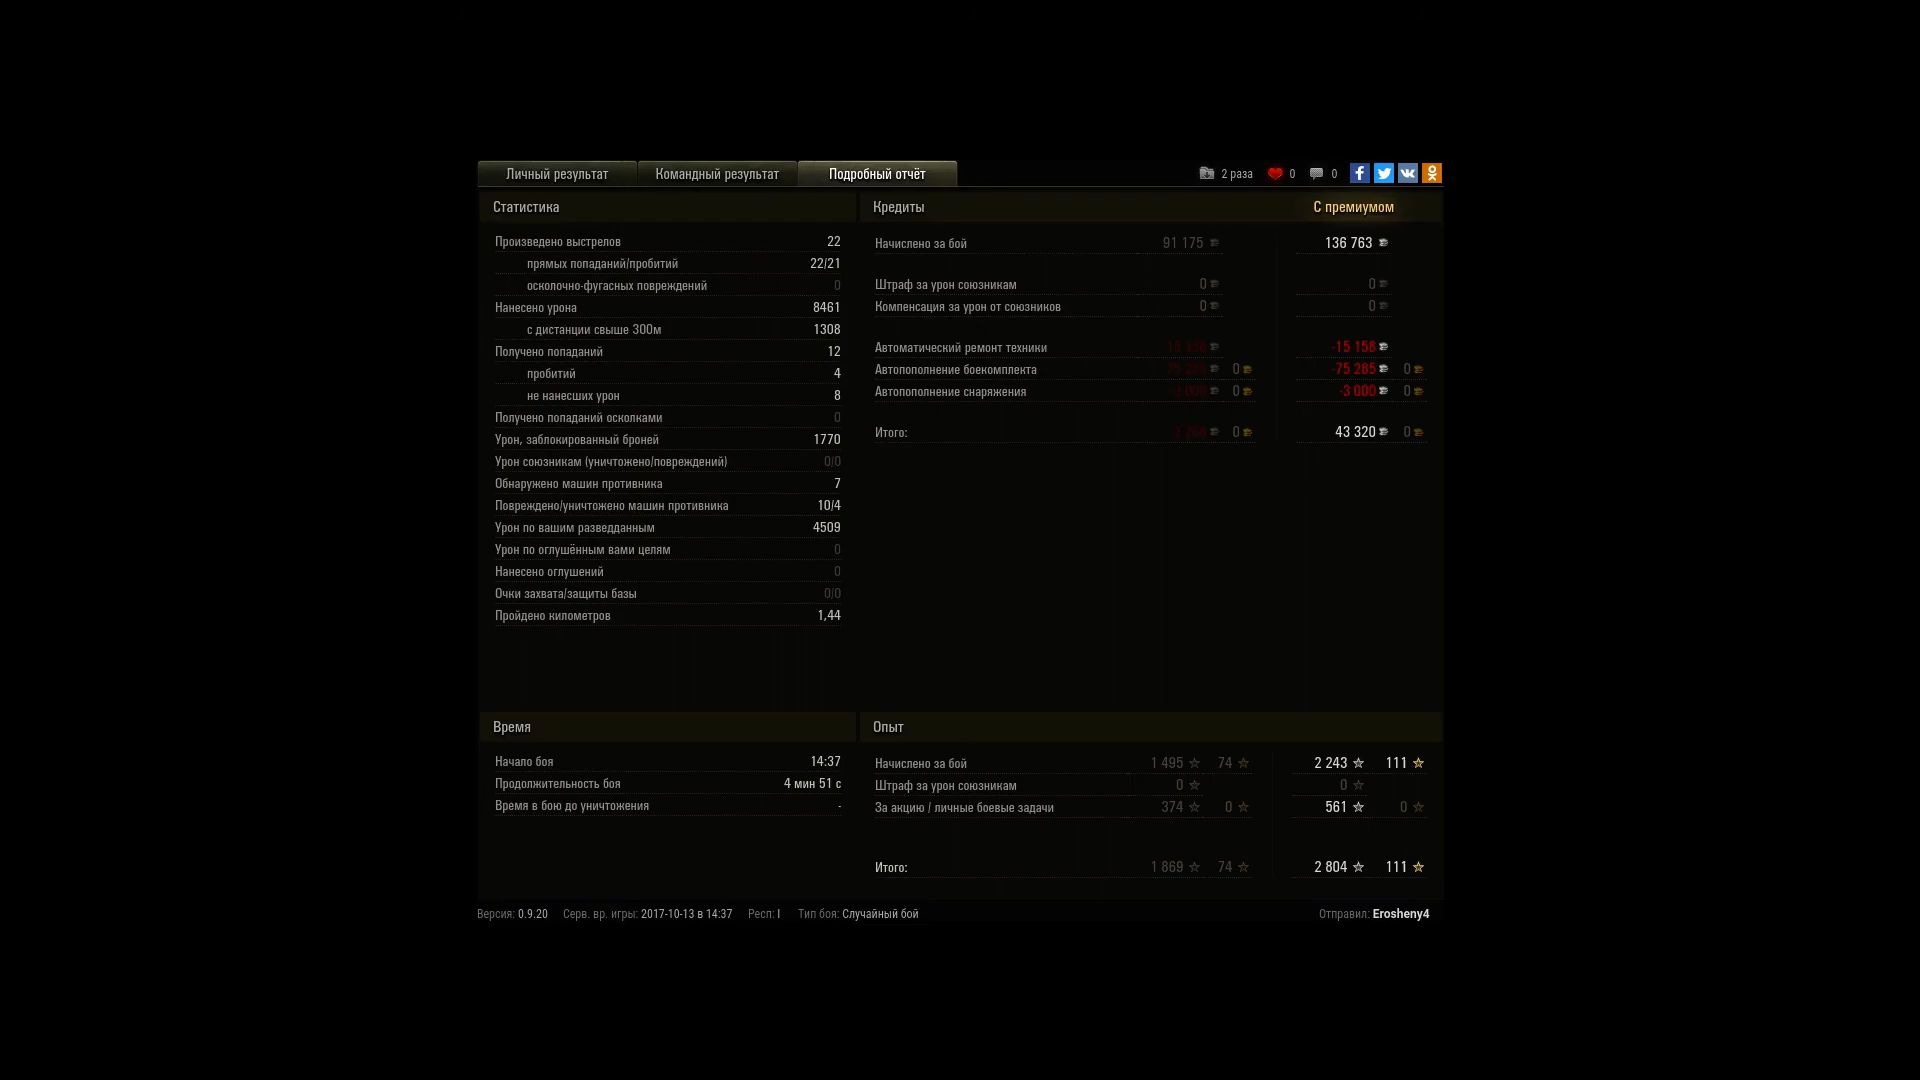 Личный результат Командный результат Подробный отчёт 2 раза 0 0
Статистика
Произведено выстрелов 22
прямых попаданий/пробитий 22/21
осколочно-фугасных повреждений 0
Нанесено урона 8461
с дистанции свыше 300м 1308
Получено попаданий 12
пробитий 4
не нанесших урон 8
Получено попаданий осколками 0
Урон, заблокированный броней 1770
Урон союзникам (уничтожено/повреждений) 0/0
Обнаружено машин противника 7
Повреждено/уничтожено машин противника 10/4
Урон по вашим разведданным 4509
Урон по оглушённым вами целям 0
Нанесено оглушений 0
Очки захвата/защиты базы 0/0
Пройдено километров 1,44
Кредиты С премиумом
Начислено за бой 91 175 136 763
Штраф за урон союзникам 0 0
Компенсация за урон от союзников 0 0
Автоматический ремонт техники -15 158
Автопополнение боекомплекта 0 -75 285 0
Автопополнение снаряжения 0 -3 000 0
Итого: 0 43 320 0
Время
Начало боя 14:37
Продолжительность боя 4 мин 51 с
Время в бою до уничтожения -
Опыт
Начислено за бой 1 495 74 2 243 111
Штраф за урон союзникам 0 0
За акцию / личные боевые задачи 374 0 561 0
Итого: 1 869 74 2 804 111
Версия: 0.9.20 Серв. вр. игры: 2017-10-13 в 14:37 Респ: I Тип боя: Случайный бой Отправил: Erosheny4